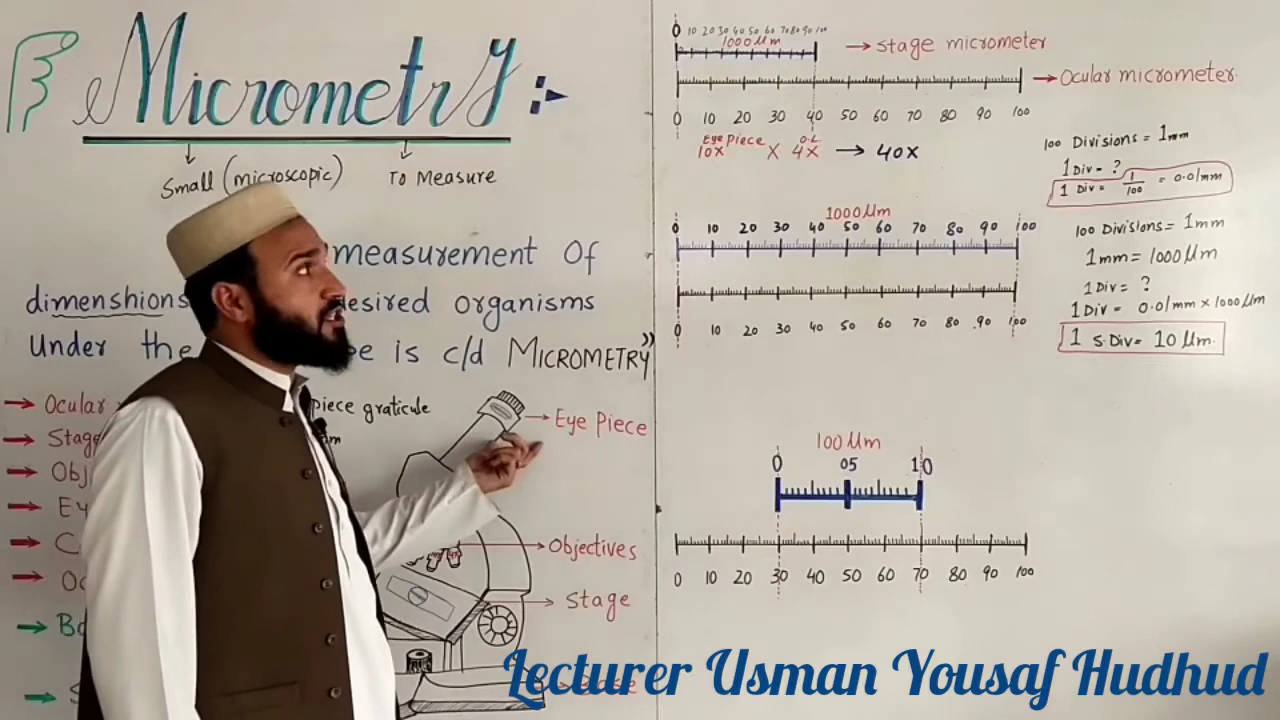 Micrometry :-
Small (microscopic) To Measure
measurement Of
dimenshions desired organisms
Under the is c/d MICROMETRY”
→ Ocular piece graticule
→ Stage
→
→
→
→
→
→
Eye Piece
Objectives
Stage
Base
0 10 20 30 40 50 60 70 80 90 100
1000 µm → stage micrometer
→ Ocular micrometer
0 10 20 30 40 50 60 70 80 90 100
Eye Piece O.L
10X X 4X → 40X
100 Divisions = 1mm
1 Div = ?
1 Div = 1/100 = 0.01mm
1000 µm
0 10 20 30 40 50 60 70 80 90 100
0 10 20 30 40 50 60 70 80 90 100
100 Divisions = 1mm
1mm = 1000 µm
1 Div = ?
1 Div = 0.01mm x 1000 µm
1 S.Div = 10 µm.
100 µm
0 05 10
0 10 20 30 40 50 60 70 80 90 100
Lecturer Usman Yousaf Hudhud